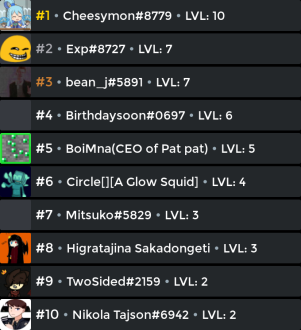 #1 • Cheesymon#8779 • LVL: 10
#2 • Exp#8727 • LVL: 7
#3 • bean_j#5891 • LVL: 7
#4 • Birthdaysoon#0697 • LVL: 6
#5 • BoiMna(CEO of Pat pat) • LVL: 5
#6 • Circle[][A Glow Squid] • LVL: 4
#7 • Mitsuko#5829 • LVL: 3
#8 • Higratajina Sakadongeti • LVL: 3
#9 • TwoSided#2159 • LVL: 2
#10 • Nikola Tajson#6942 • LVL: 2